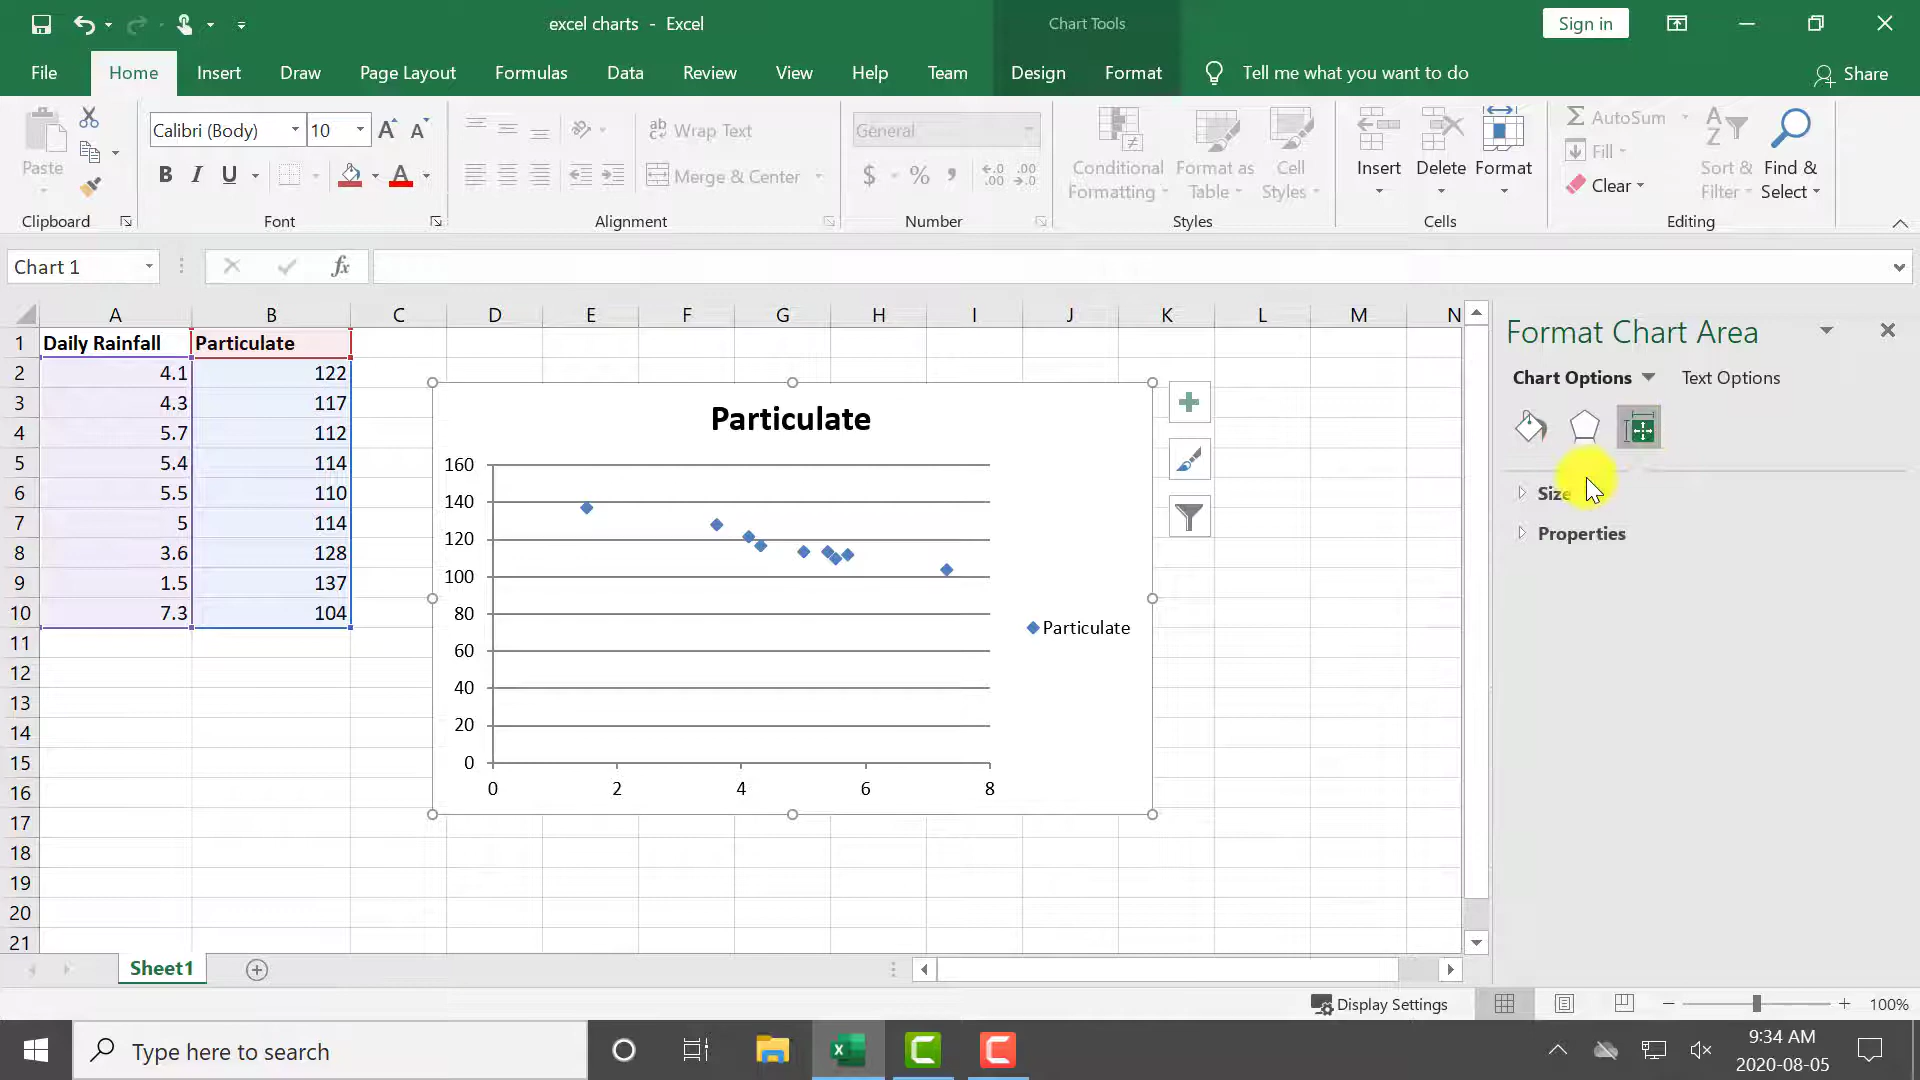 excel charts - Excel
Chart Tools
Sign in
File
Home
Insert
Draw
Page Layout
Formulas
Data
Review
View
Help
Team
Design
Format
Tell me what you want to do
Share
Paste
Clipboard
Calibri (Body)
10
A A
B I U A
Font
Wrap Text
Merge & Center
Alignment
General
$ % ,
.00
.00
Number
Conditional
Formatting
Format as
Table
Cell
Styles
Styles
Insert
Delete
Format
Cells
AutoSum
Fill
Clear
Sort &
Filter
Find &
Select
Editing
Chart 1
fx
A B C D E F G H I J K L M N
1 Daily Rainfall Particulate
2 4.1 122
3 4.3 117
4 5.7 112
5 5.4 114
6 5.5 110
7 5 114
8 3.6 128
9 1.5 137
10 7.3 104
11
12
13
14
15
16
17
18
19
20
21
Particulate
160
140
120
100
80
60
40
20
0
0 2 4 6 8
Particulate
Format Chart Area
Chart Options
Text Options
Size
Properties
Sheet1
Display Settings
100%
Type here to search
9:34 AM
2020-08-05